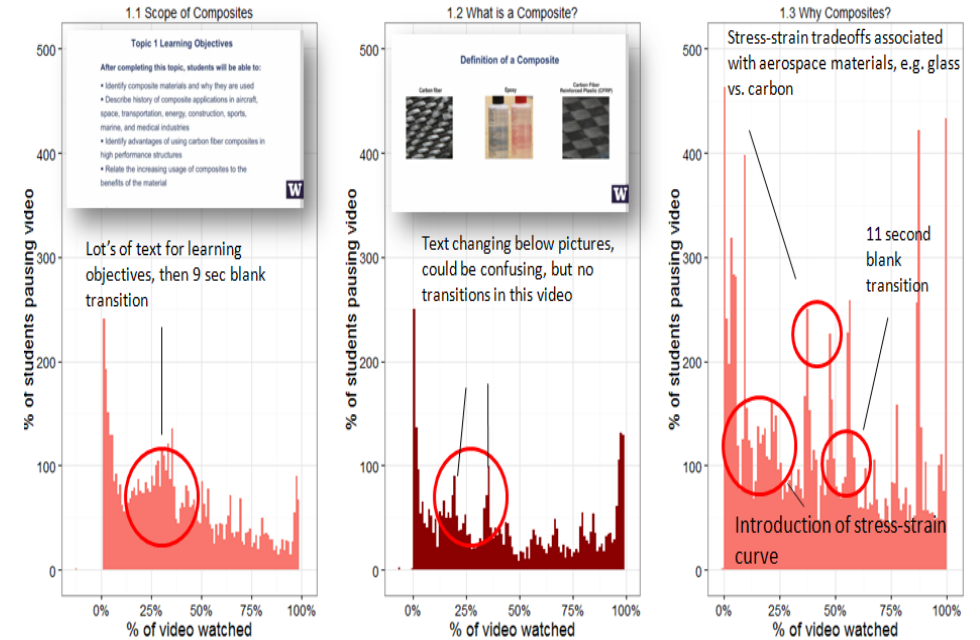 1.1 Scope of Composites
% of students pausing video
500
400
300
200
100
0
Topic 1 Learning Objectives
After completing this topic, students will be able to:
• Identify composite materials and why they are used
• Describe history of composite applications in aircraft,
space, transportation, energy, construction, sports,
marine, and medical industries
• Identify advantages of using carbon fiber composites in
high performance structures
• Relate the increasing usage of composites to the
benefits of the material
W
Lot's of text for learning
objectives, then 9 sec blank
transition
0%
25%
50%
75%
100%
% of video watched
1.2 What is a Composite?
% of students pausing video
500
400
300
200
100
0
Definition of a Composite
Carbon fiber
Epoxy
Carbon Fiber
Reinforced Plastic (CFRP)
W
Text changing below pictures,
could be confusing, but no
transitions in this video
0%
25%
50%
75%
100%
% of video watched
1.3 Why Composites?
% of students pausing video
500
400
300
200
100
0
Stress-strain tradeoffs associated
with aerospace materials, e.g. glass
vs. carbon
11 second
blank
transition
Introduction of stress-strain
curve
0%
25%
50%
75%
100%
% of video watched